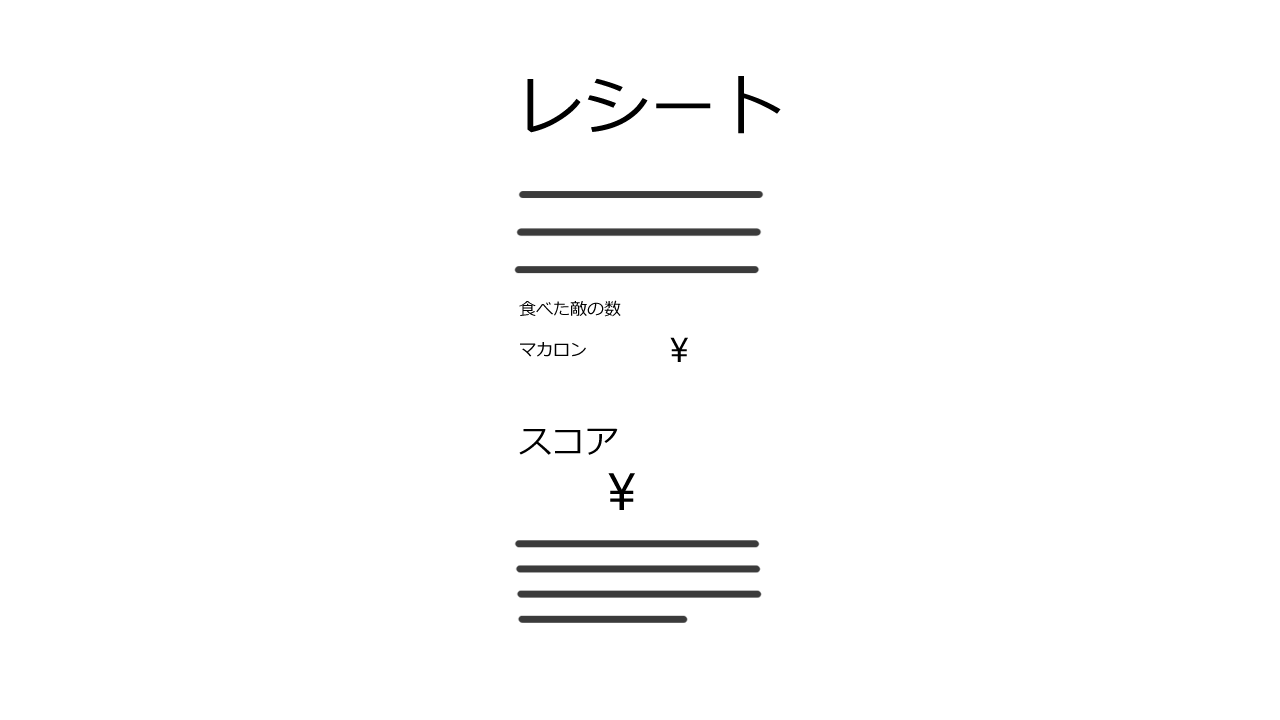 レシート
食べた敵の数
マカロン ¥
スコア
¥